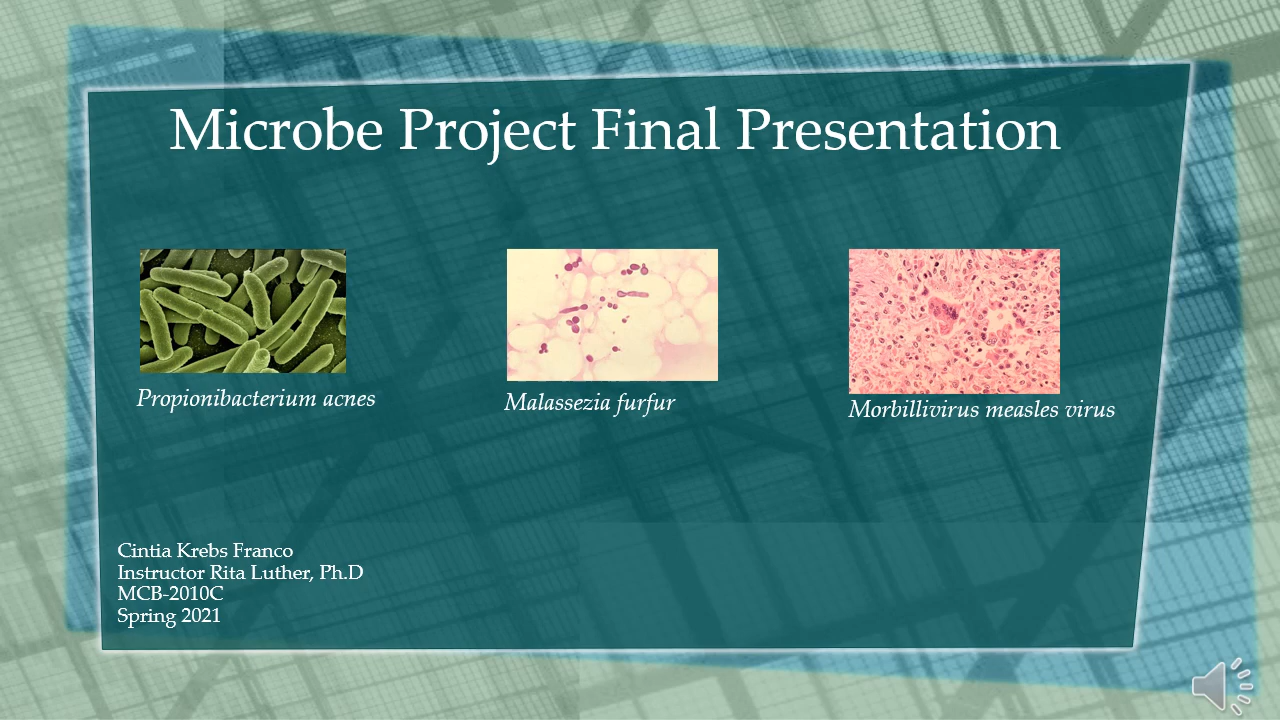 Microbe Project Final Presentation
Propionibacterium acnes
Malassezia furfur
Morbillivirus measles virus
Cintia Krebs Franco
Instructor Rita Luther, Ph.D
MCB-2010C
Spring 2021